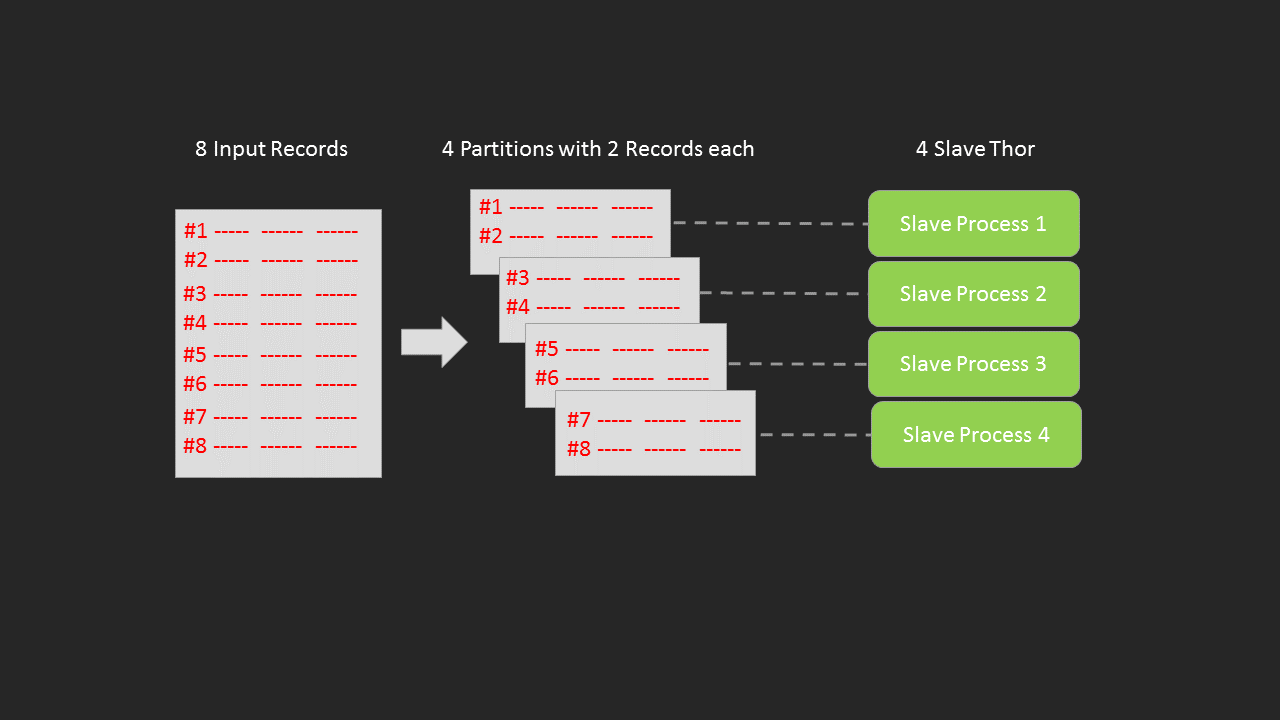 8 Input Records
#1 ----- ------ ------
#2 ----- ------ ------
#3 ----- ------ ------
#4 ----- ------ ------
#5 ----- ------ ------
#6 ----- ------ ------
#7 ----- ------ ------
#8 ----- ------ ------
4 Partitions with 2 Records each
#1 ----- ------ ------
#2 ----- ------ ------
#3 ----- ------ ------
#4 ----- ------ ------
#5 ----- ------ ------
#6 ----- ------ ------
#7 ----- ------ ------
#8 ----- ------ ------
4 Slave Thor
Slave Process 1
Slave Process 2
Slave Process 3
Slave Process 4